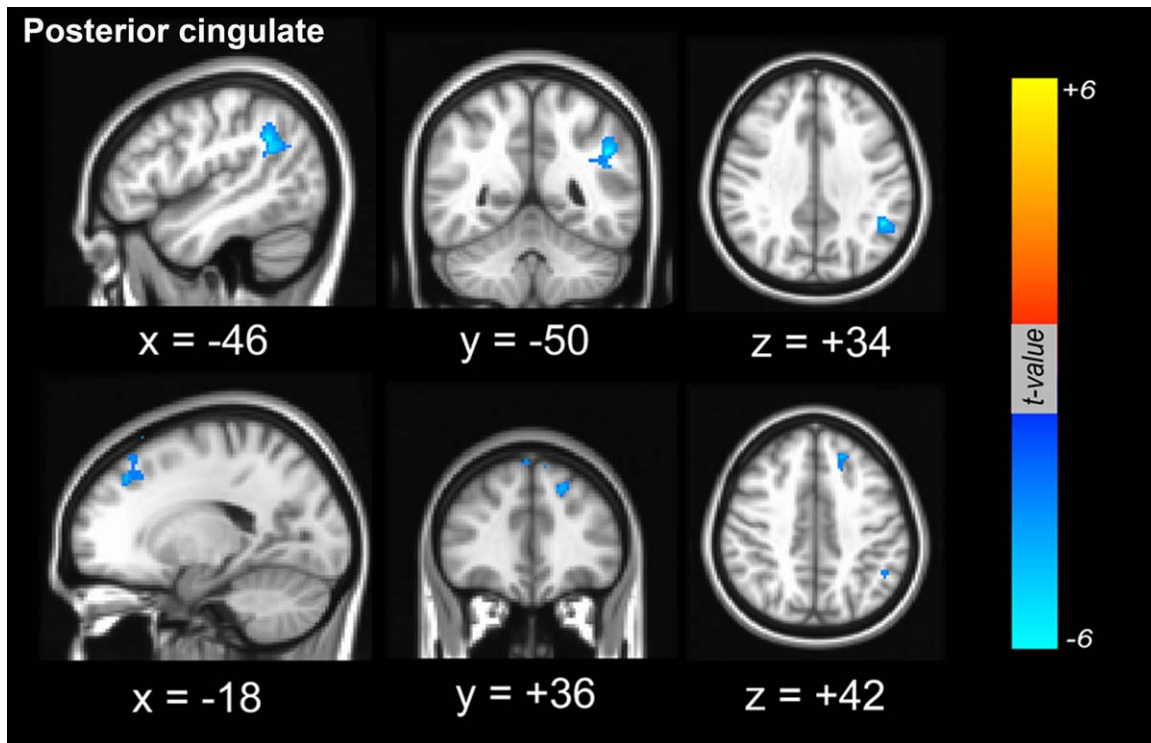 Posterior cingulate
+6
x = -46
y = -50
z = +34
t-value
-6
x = -18
y = +36
z = +42